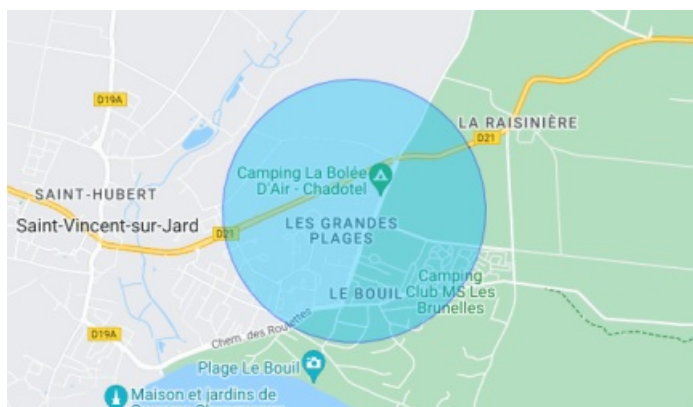 D19A
LA RAISINIÈRE
D21
Camping La Bolée
D'Air - Chadotel
SAINT-HUBERT
Saint-Vincent-sur-Jard
D21
LES GRANDES
PLAGES
LE BOUIL
Camping
Club MS Les
Brunelles
D19A
Chem. des Roulettes
Plage Le Bouil
Maison et jardins de